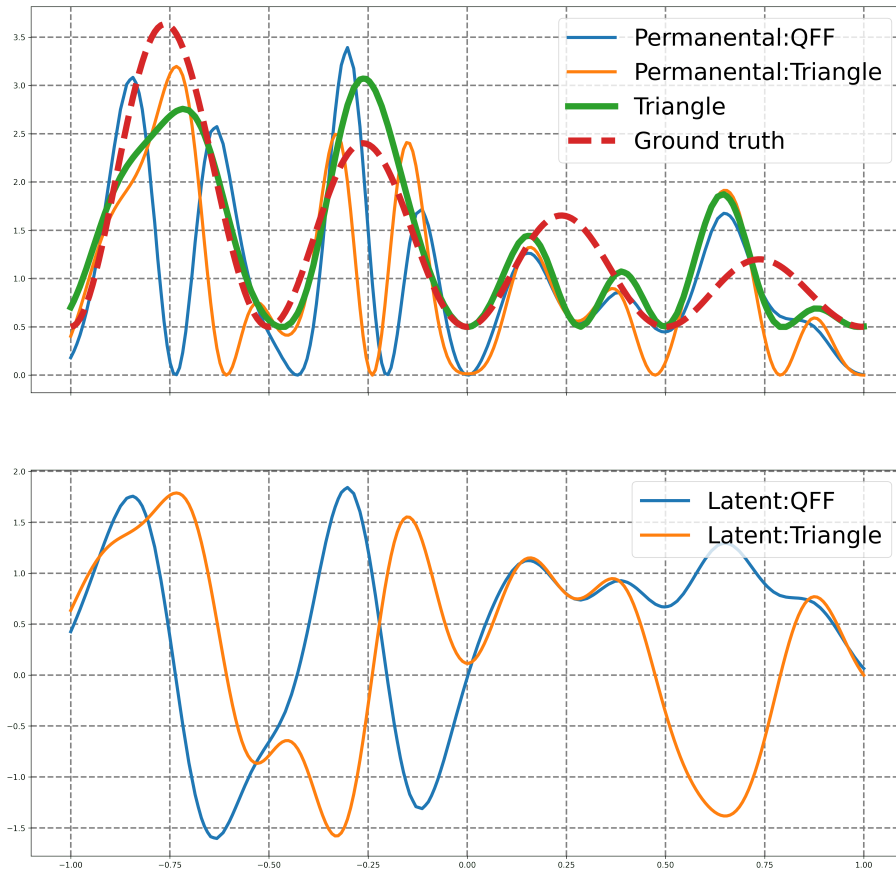 3.5
3.0
2.5
2.0
1.5
1.0
0.5
0.0
Permanental:QFF
Permanental:Triangle
Triangle
Ground truth
2.0
1.5
1.0
0.5
0.0
−0.5
−1.0
−1.5
Latent:QFF
Latent:Triangle
−1.00 −0.75 −0.50 −0.25 0.00 0.25 0.50 0.75 1.00